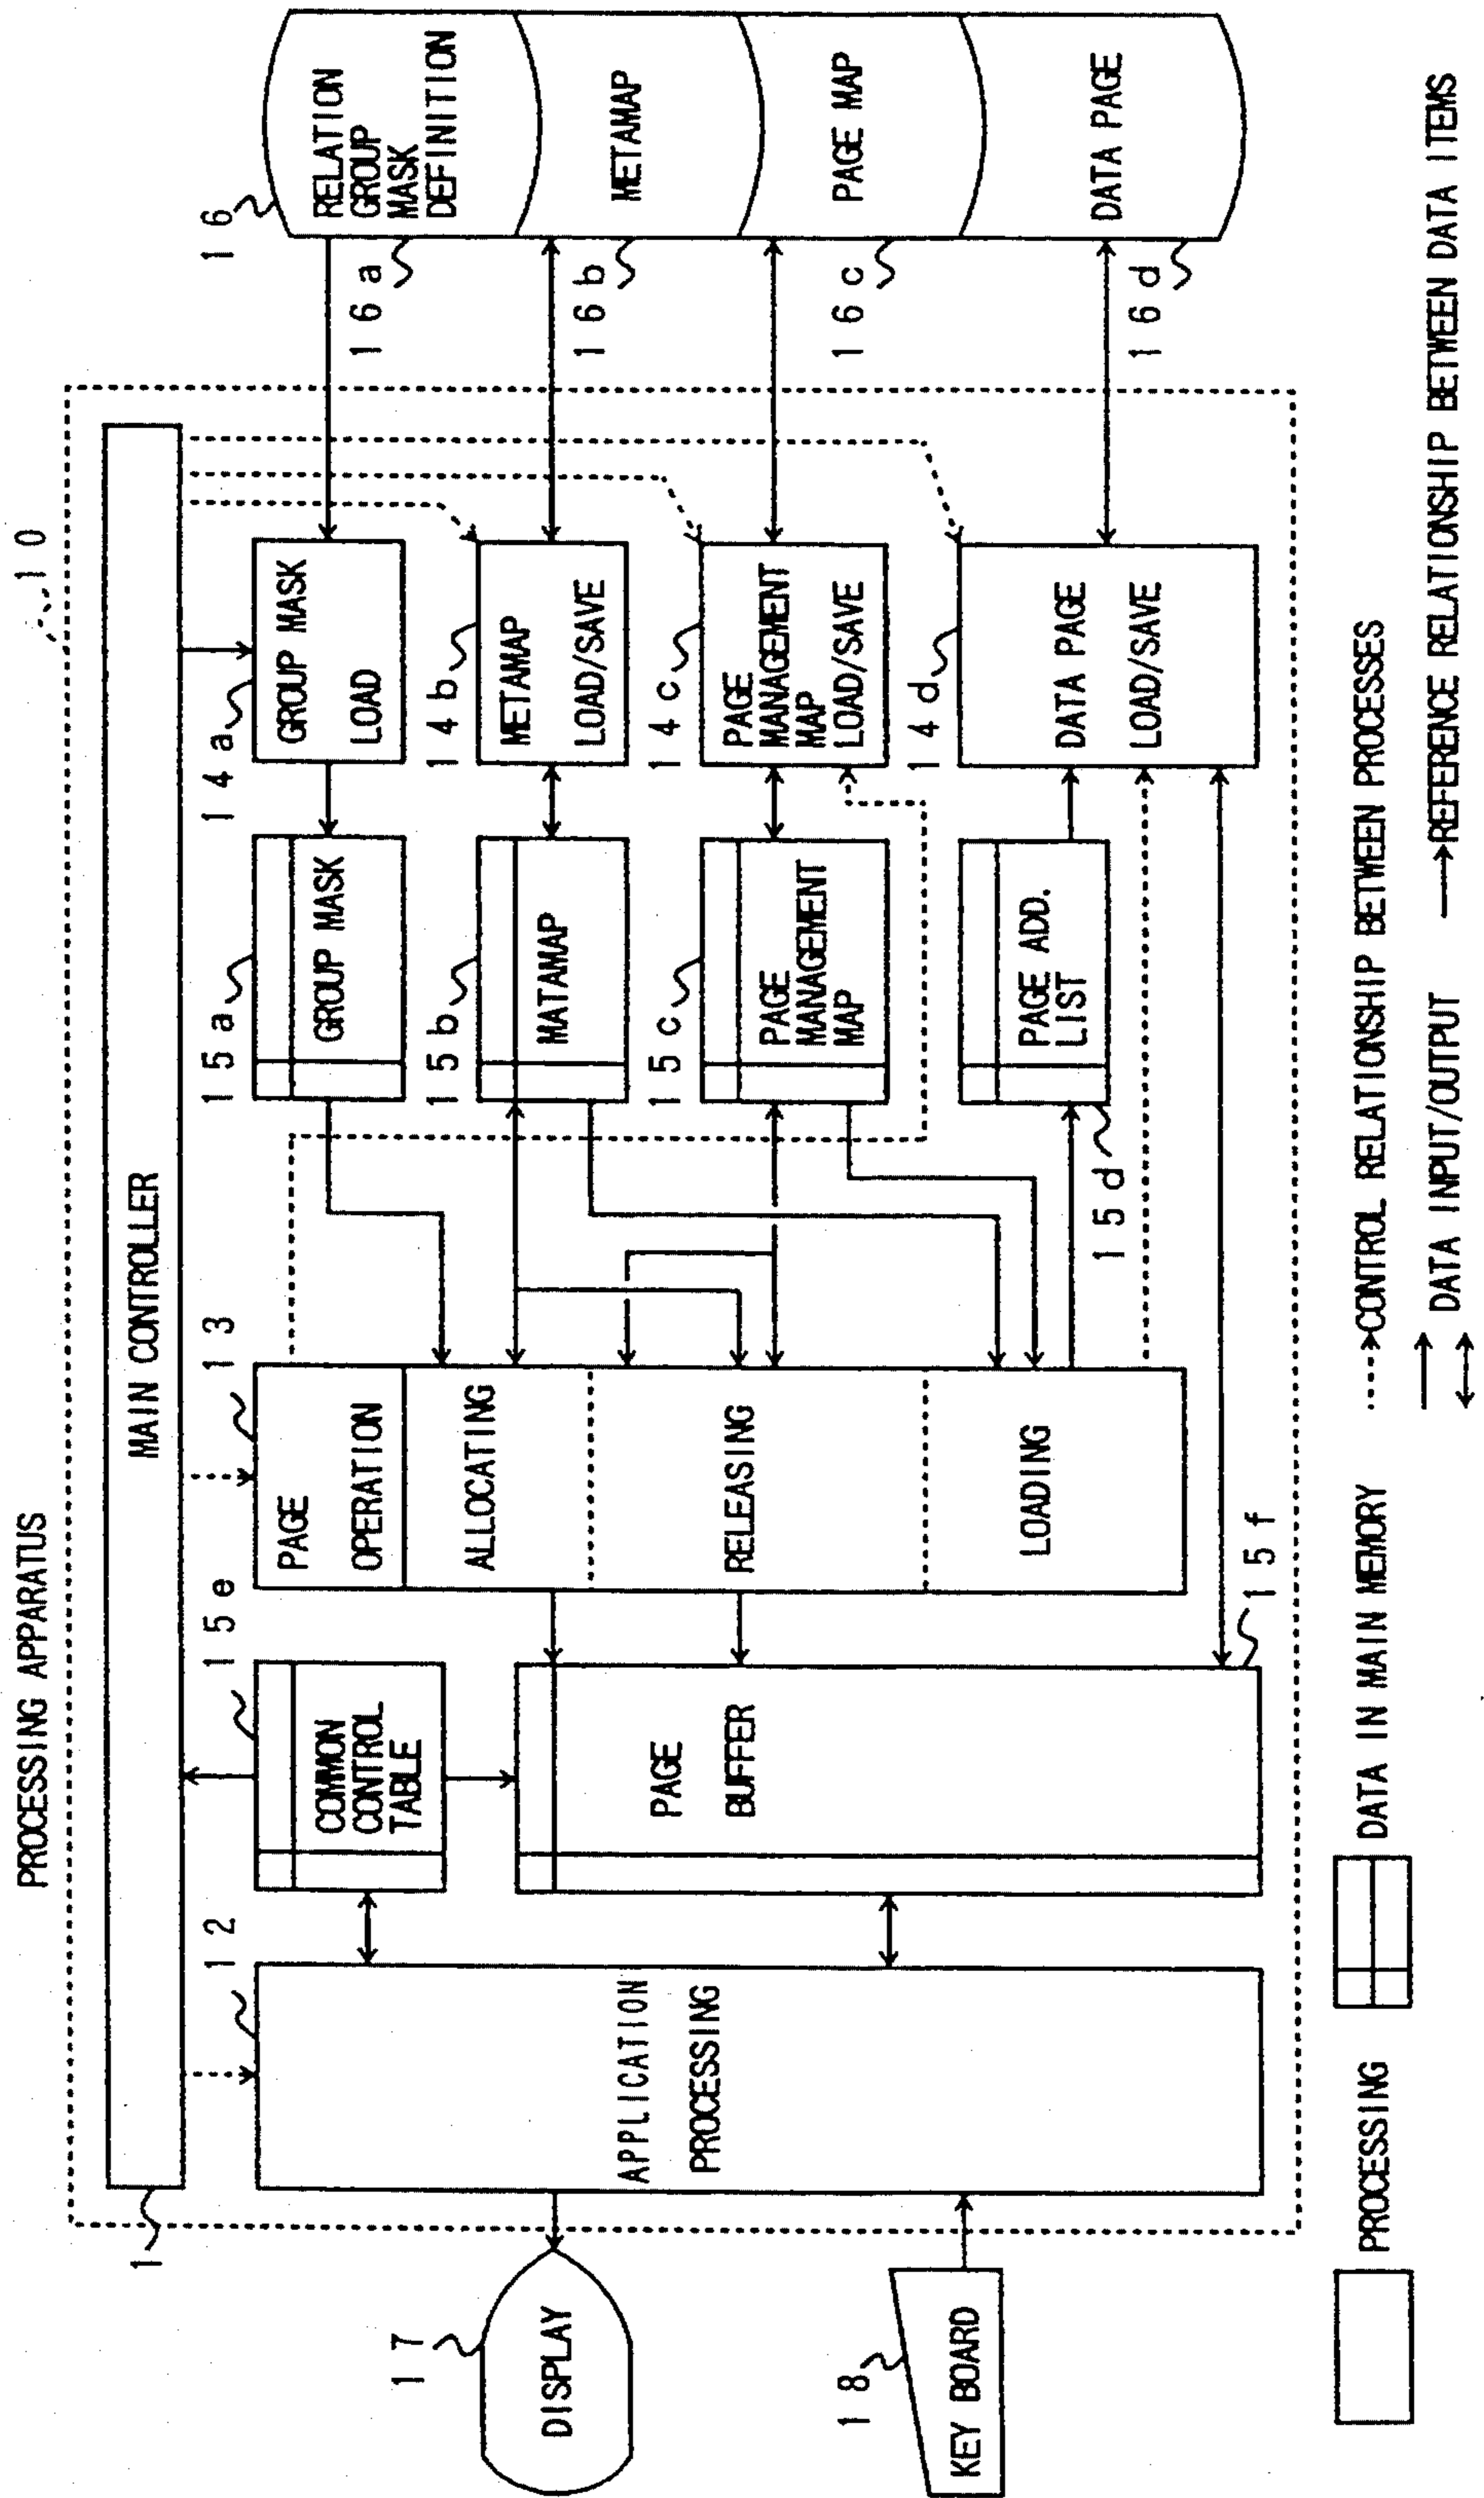 PROCESSING APPARATUS
10
MAIN CONTROLLER
1
12
APPLICATION
PROCESSING
15e
COMMON
CONTROL
TABLE
PAGE
BUFFER
15f
13
PAGE
OPERATION
ALLOCATING
RELEASING
LOADING
15a
GROUP MASK
15b
MATAMAP
15c
PAGE
MANAGEMENT
MAP
PAGE ADD.
LIST
15d
14a
GROUP MASK
LOAD
14b
METAMAP
LOAD/SAVE
14c
PAGE
MANAGEMENT
MAP
LOAD/SAVE
14d
DATA PAGE
LOAD/SAVE
16
RELATION
GROUP
MASK
DEFINITION
16a
METAMAP
16b
PAGE MAP
16c
DATA PAGE
16d
17
DISPLAY
18
KEY BOARD
PROCESSING
DATA IN MAIN MEMORY
CONTROL RELATIONSHIP BETWEEN PROCESSES
DATA INPUT/OUTPUT
REFERENCE RELATIONSHIP BETWEEN DATA ITEMS